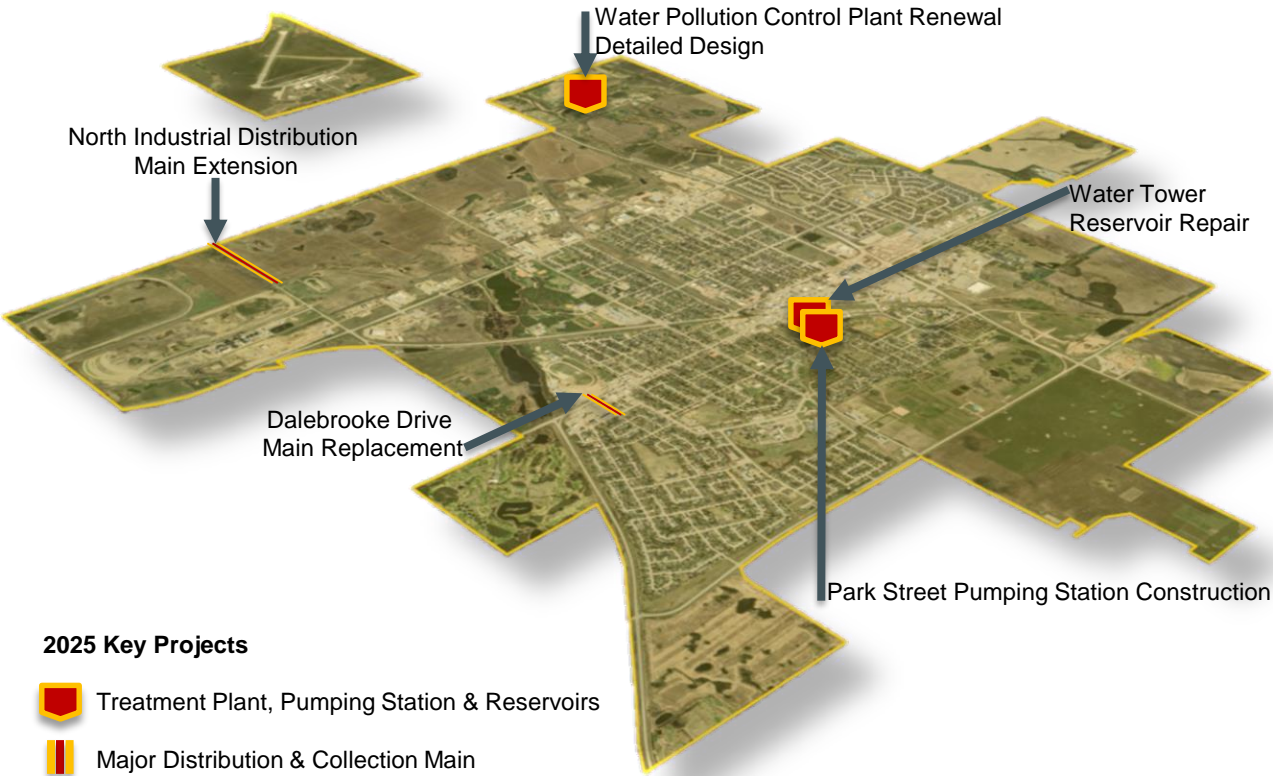 Water Pollution Control Plant Renewal
Detailed Design
North Industrial Distribution
Main Extension
Water Tower
Reservoir Repair
Dalebrooke Drive
Main Replacement
Park Street Pumping Station Construction
2025 Key Projects
Treatment Plant, Pumping Station & Reservoirs
Major Distribution & Collection Main